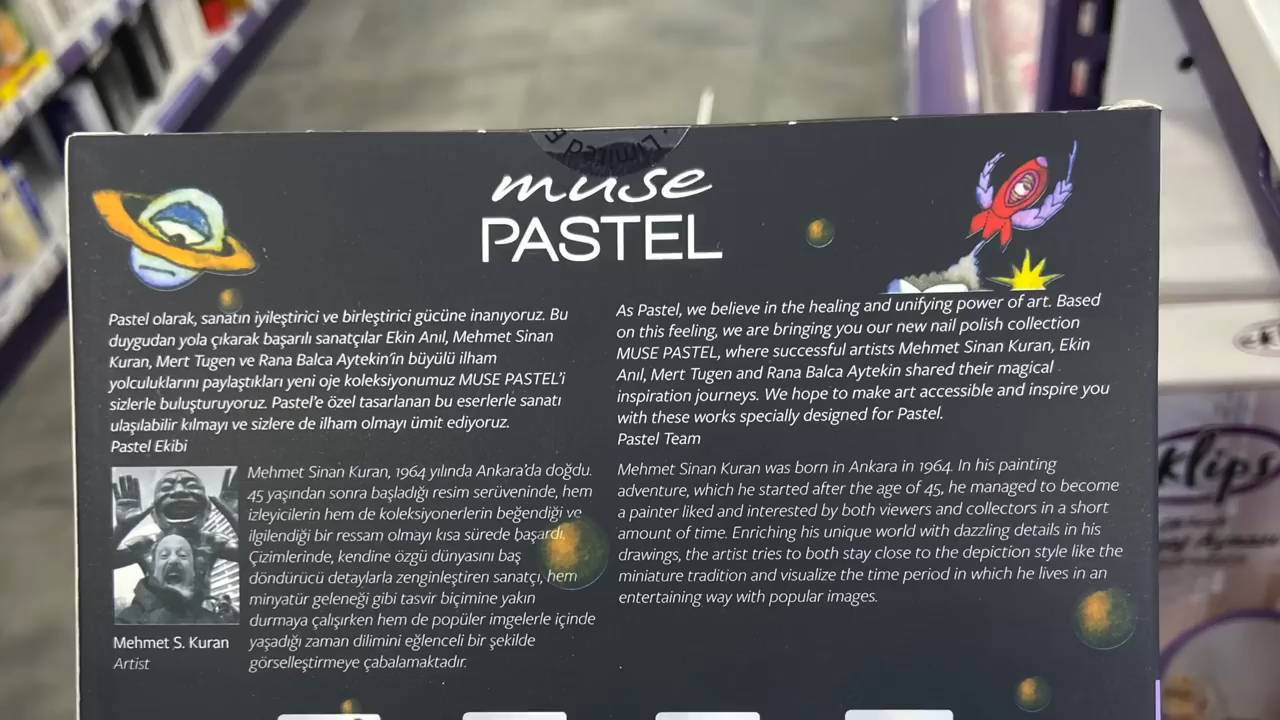 Limited E
muse
PASTEL
Pastel olarak, sanatın iyileştirici ve birleştirici gücüne inanıyoruz. Bu
duygudan yola çıkarak başarılı sanatçılar Ekin Anıl, Mehmet Sinan
Kuran, Mert Tugen ve Rana Balca Aytekin'in büyülü ilham
yolculuklarını paylaştıkları yeni oje koleksiyonumuz MUSE PASTEL'i
sizlerle buluşturuyoruz. Pastel'e özel tasarlanan bu eserlerle sanatı
ulaşılabilir kılmayı ve sizlere de ilham olmayı ümit ediyoruz.
Pastel Ekibi
Mehmet Sinan Kuran, 1964 yılında Ankara'da doğdu.
45 yaşından sonra başladığı resim serüveninde, hem
izleyicilerin hem de koleksiyonerlerin beğendiği ve
ilgilendiği bir ressam olmayı kısa sürede başardı.
Çizimlerinde, kendine özgü dünyasını baş
döndürücü detaylarla zenginleştiren sanatçı, hem
minyatür geleneği gibi tasvir biçimine yakın
durmaya çalışırken hem de popüler imgelerle içinde
yaşadığı zaman dilimini eğlenceli bir şekilde
görselleştirmeye çabalamaktadır.
Mehmet S. Kuran
Artist
As Pastel, we believe in the healing and unifying power of art. Based
on this feeling, we are bringing you our new nail polish collection
MUSE PASTEL, where successful artists Mehmet Sinan Kuran, Ekin
Anıl, Mert Tugen and Rana Balca Aytekin shared their magical
inspiration journeys. We hope to make art accessible and inspire you
with these works specially designed for Pastel.
Pastel Team
Mehmet Sinan Kuran was born in Ankara in 1964. In his painting
adventure, which he started after the age of 45, he managed to become
a painter liked and interested by both viewers and collectors in a short
amount of time. Enriching his unique world with dazzling details in his
drawings, the artist tries to both stay close to the depiction style like the
miniature tradition and visualize the time period in which he lives in an
entertaining way with popular images.
klips